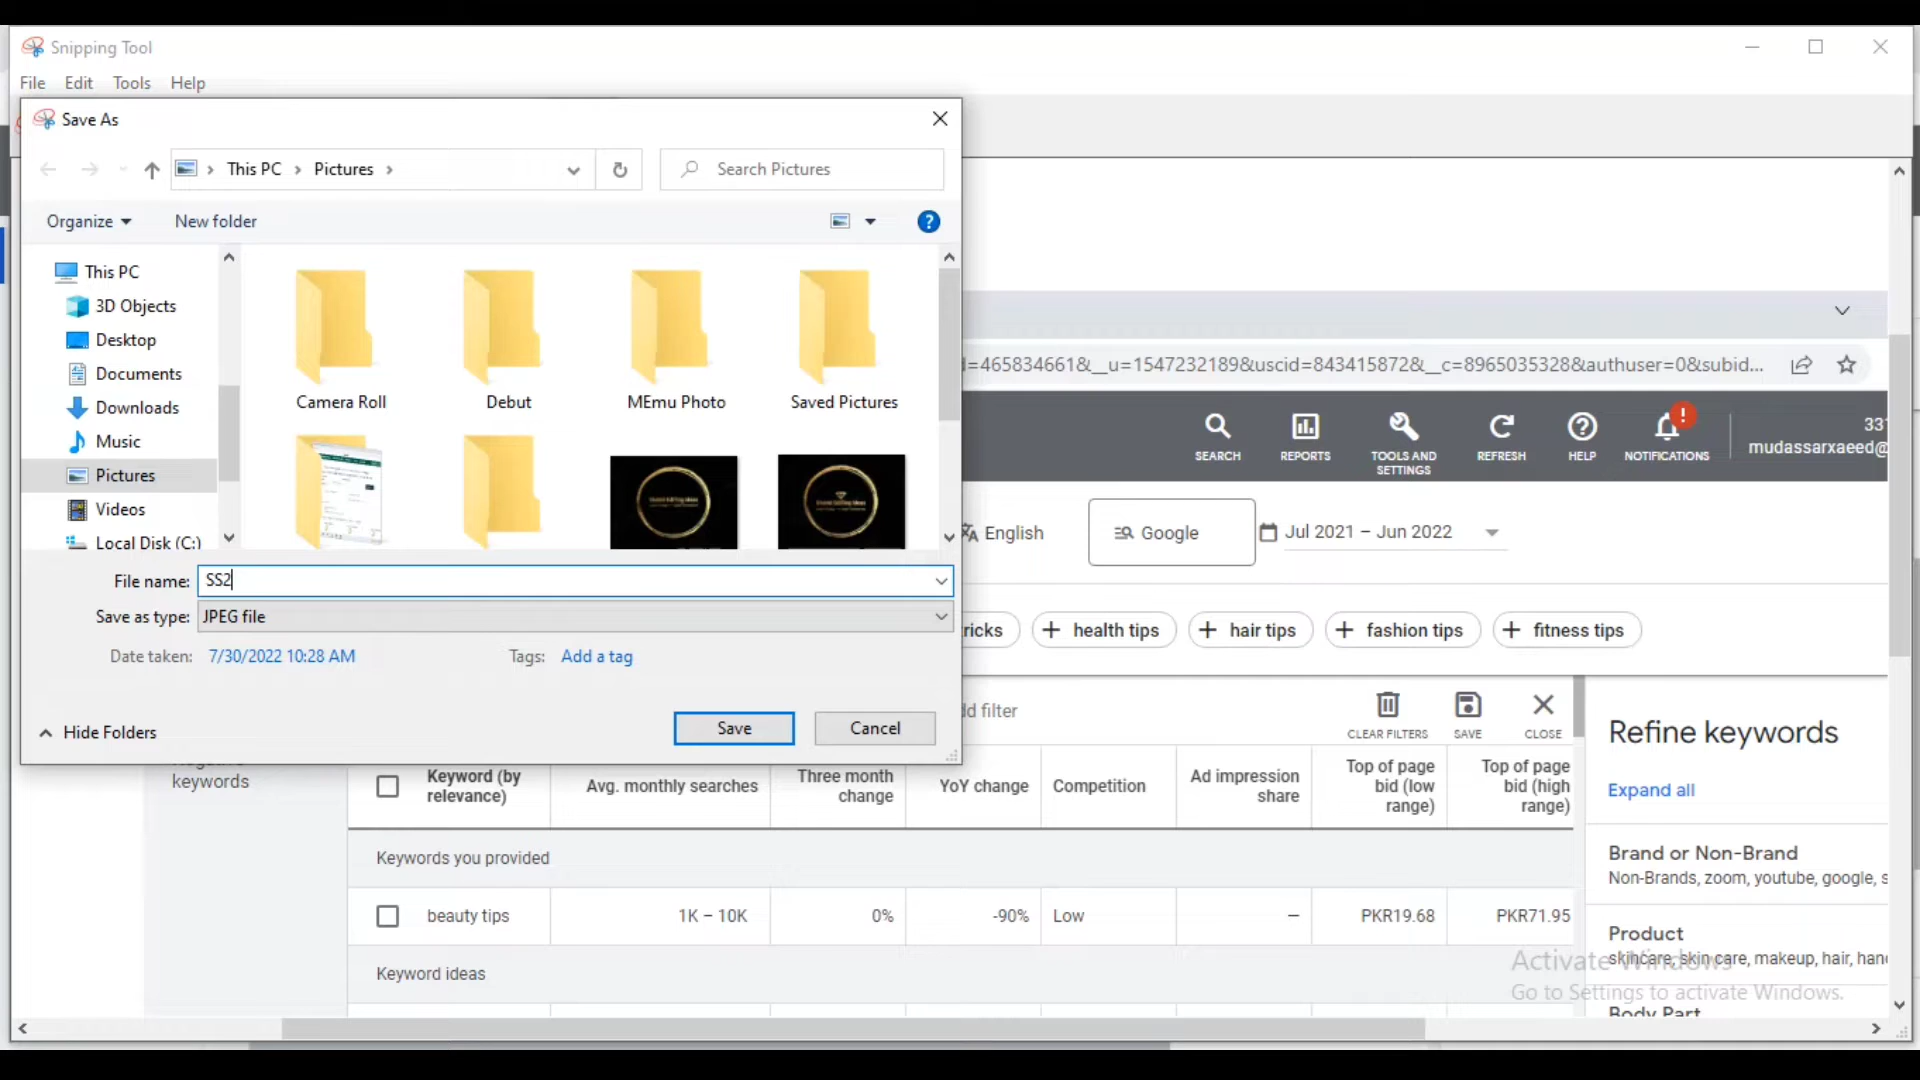 Snipping Tool
File Edit Tools Help
Save As
This PC Pictures
Search Pictures
Organize New folder
This PC
3D Objects
Desktop
Documents
Downloads
Music
Pictures
Videos
Local Disk (C:)
Camera Roll Debut MEmu Photo Saved Pictures
File name: SS2
Save as type: JPEG file
Date taken: 7/30/2022 10:28 AM Tags: Add a tag
Hide Folders Save Cancel
=465834661&__u=1547232189&uscid=843415872&__c=8965035328&authuser=0&subid...
SEARCH REPORTS TOOLS AND SETTINGS REFRESH HELP NOTIFICATIONS
331
mudassarxaeed@
English Google Jul 2021 – Jun 2022
ricks health tips hair tips fashion tips fitness tips
dd filter CLEAR FILTERS SAVE CLOSE
keywords
Keyword (by relevance) Avg. monthly searches Three month change YoY change Competition Ad impression share Top of page bid (low range) Top of page bid (high range)
Keywords you provided
beauty tips 1K – 10K 0% -90% Low – PKR19.68 PKR71.95
Keyword ideas
Refine keywords
Expand all
Brand or Non-Brand
Non-Brands, zoom, youtube, google, s
Product
skincare, skin care, makeup, hair, hand
Body Part
Activate Windows
Go to Settings to activate Windows.